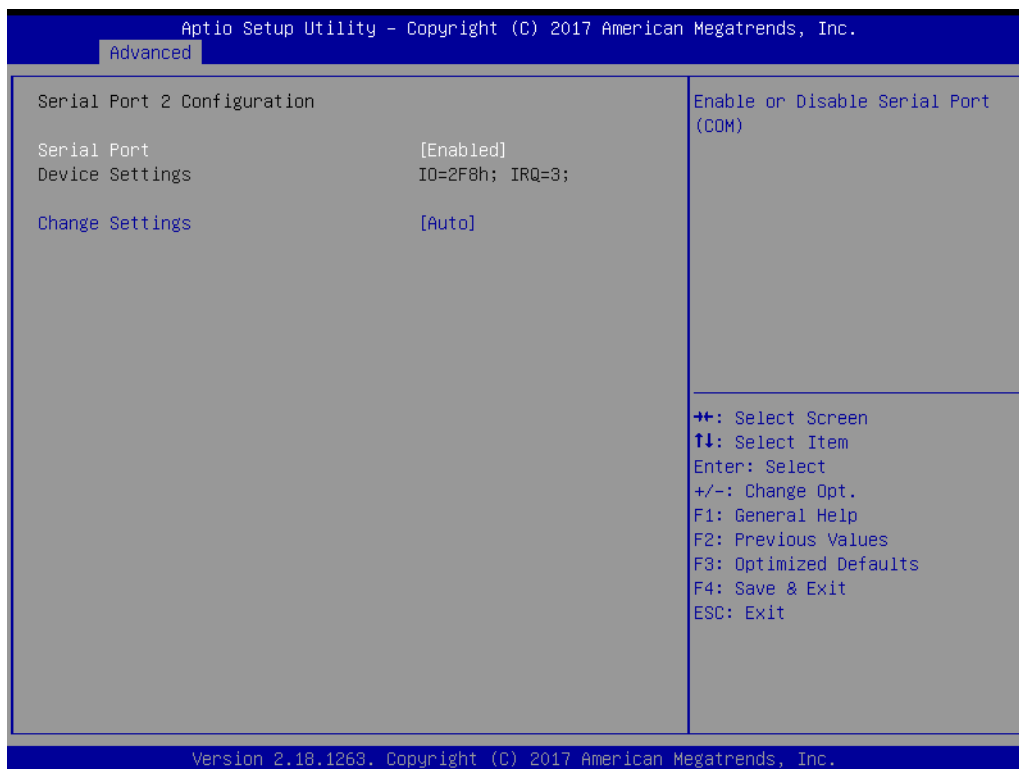 Aptio Setup Utility – Copyright (C) 2017 American Megatrends, Inc.
Advanced
Serial Port 2 Configuration
Serial Port [Enabled]
Device Settings IO=2F8h; IRQ=3;
Change Settings [Auto]
Enable or Disable Serial Port
(COM)
→←: Select Screen
↑↓: Select Item
Enter: Select
+/-: Change Opt.
F1: General Help
F2: Previous Values
F3: Optimized Defaults
F4: Save & Exit
ESC: Exit
Version 2.18.1263. Copyright (C) 2017 American Megatrends, Inc.